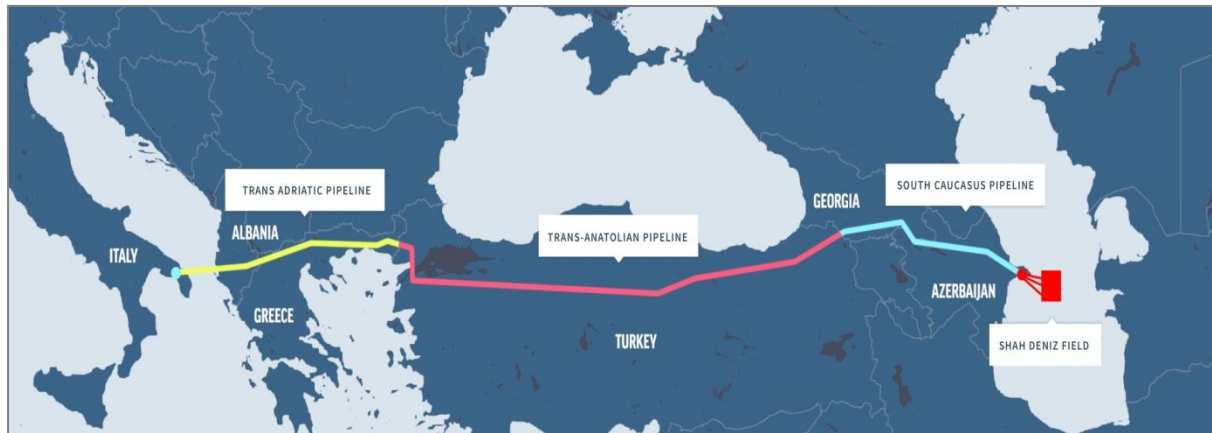 TRANS ADRIATIC PIPELINE
SOUTH CAUCASUS PIPELINE
GEORGIA
ALBANIA
TRANS-ANATOLIAN PIPELINE
ITALY
AZERBAIJAN
GREECE
TURKEY
SHAH DENIZ FIELD